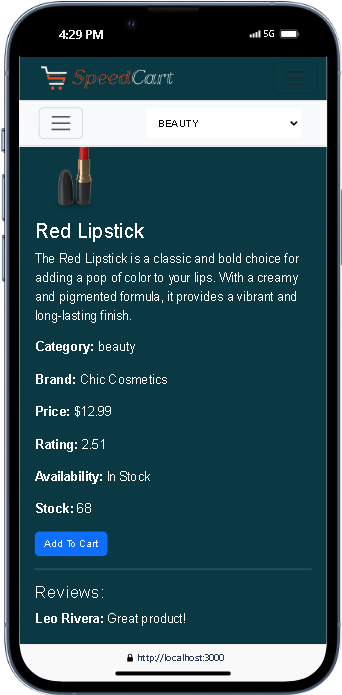 4:29 PM
5G
SpeedCart
BEAUTY
Red Lipstick
The Red Lipstick is a classic and bold choice for
adding a pop of color to your lips. With a creamy
and pigmented formula, it provides a vibrant and
long-lasting finish.
Category: beauty
Brand: Chic Cosmetics
Price: $12.99
Rating: 2.51
Availability: In Stock
Stock: 68
Add To Cart
Reviews:
Leo Rivera: Great product!
http://localhost:3000